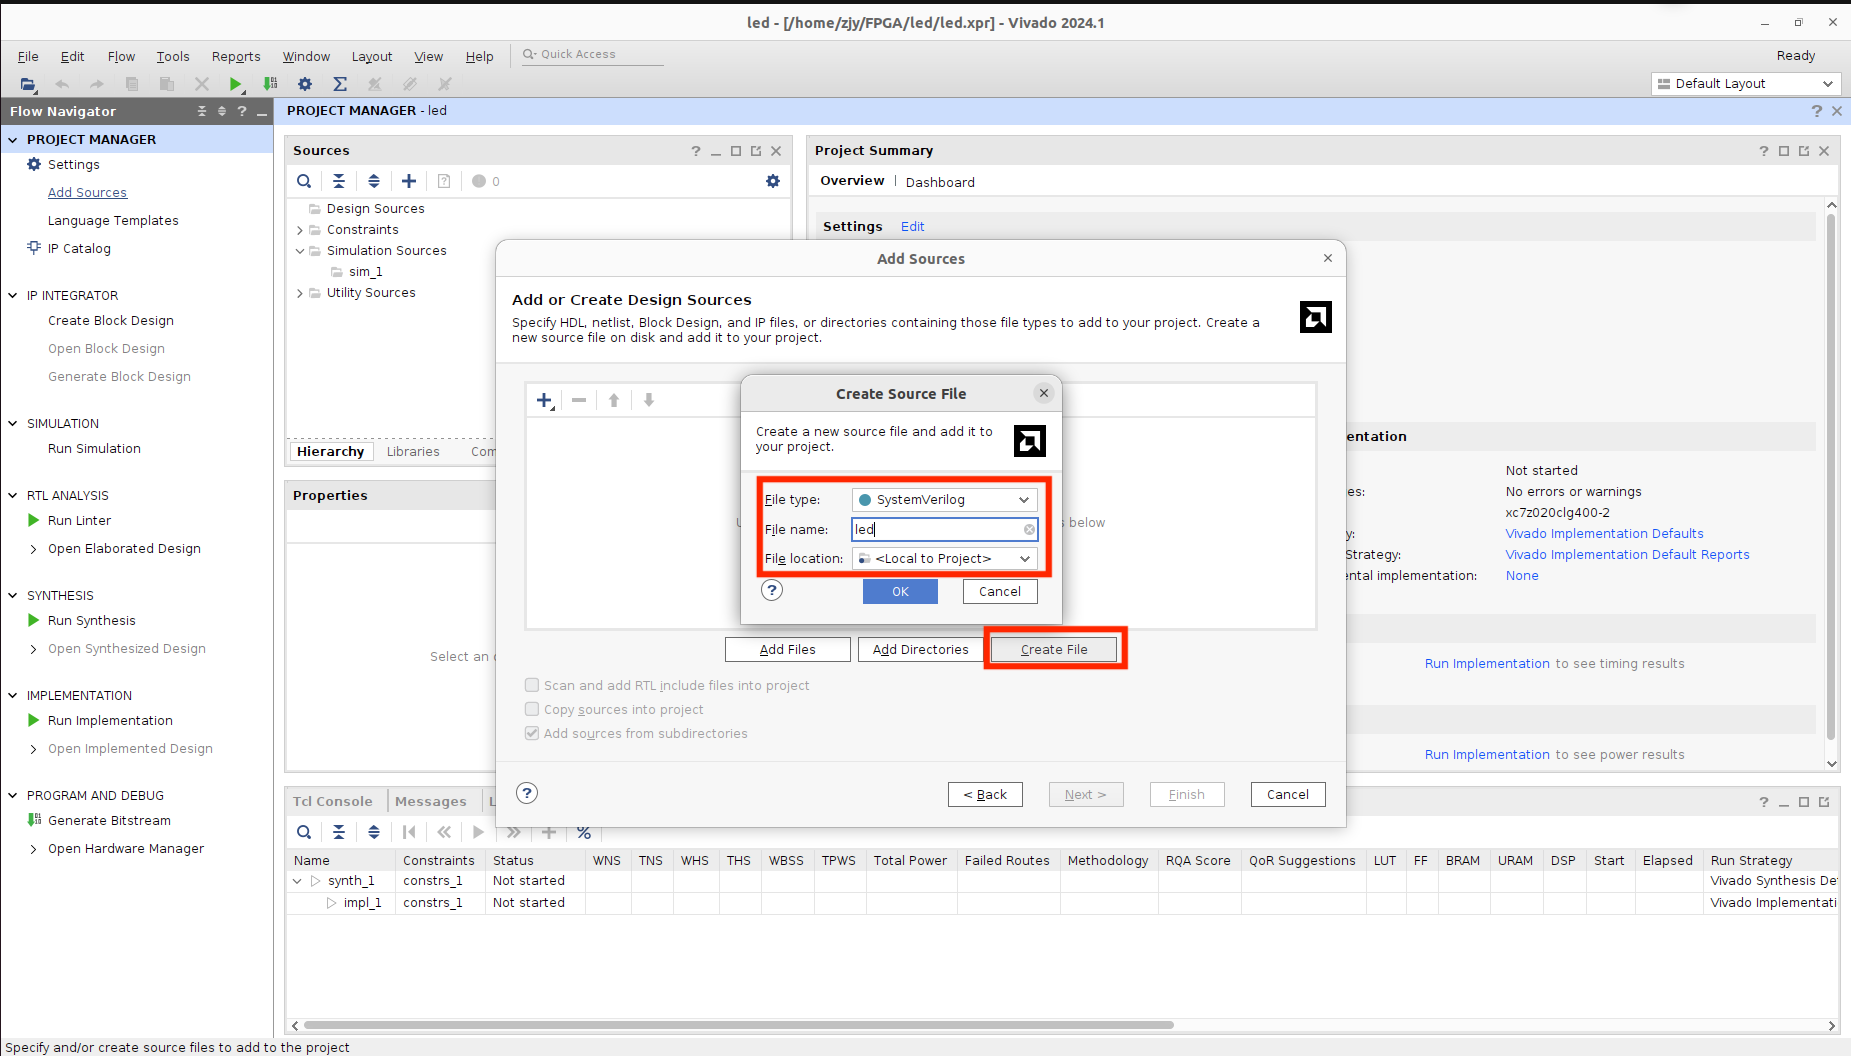 led - [/home/zjy/FPGA/led/led.xpr] - Vivado 2024.1
File Edit Flow Tools Reports Window Layout View Help Quick Access Ready
Default Layout
Flow Navigator
PROJECT MANAGER - led
PROJECT MANAGER
Settings
Add Sources
Language Templates
IP Catalog
IP INTEGRATOR
Create Block Design
Open Block Design
Generate Block Design
SIMULATION
Run Simulation
RTL ANALYSIS
Run Linter
Open Elaborated Design
SYNTHESIS
Run Synthesis
Open Synthesized Design
IMPLEMENTATION
Run Implementation
Open Implemented Design
PROGRAM AND DEBUG
Generate Bitstream
Open Hardware Manager
Sources
0
Design Sources
Constraints
Simulation Sources
sim_1
Utility Sources
Hierarchy Libraries Com
Properties
Select an
Project Summary
Overview Dashboard
Settings Edit
entation
Not started
es: No errors or warnings
xc7z020clg400-2
y: Vivado Implementation Defaults
Strategy: Vivado Implementation Default Reports
ental implementation: None
Run Implementation to see timing results
Run Implementation to see power results
Add Sources
Add or Create Design Sources
Specify HDL, netlist, Block Design, and IP files, or directories containing those file types to add to your project. Create a
new source file on disk and add it to your project.
s below
Add Files Add Directories Create File
Scan and add RTL include files into project
Copy sources into project
Add sources from subdirectories
? < Back Next > Finish Cancel
Create Source File
Create a new source file and add it to
your project.
File type: SystemVerilog
File name: led
File location: <Local to Project>
? OK Cancel
Tcl Console Messages L
Name Constraints Status WNS TNS WHS THS WBSS TPWS Total Power Failed Routes Methodology RQA Score QoR Suggestions LUT FF BRAM URAM DSP Start Elapsed Run Strategy
synth_1 constrs_1 Not started Vivado Synthesis De
impl_1 constrs_1 Not started Vivado Implementati
Specify and/or create source files to add to the project